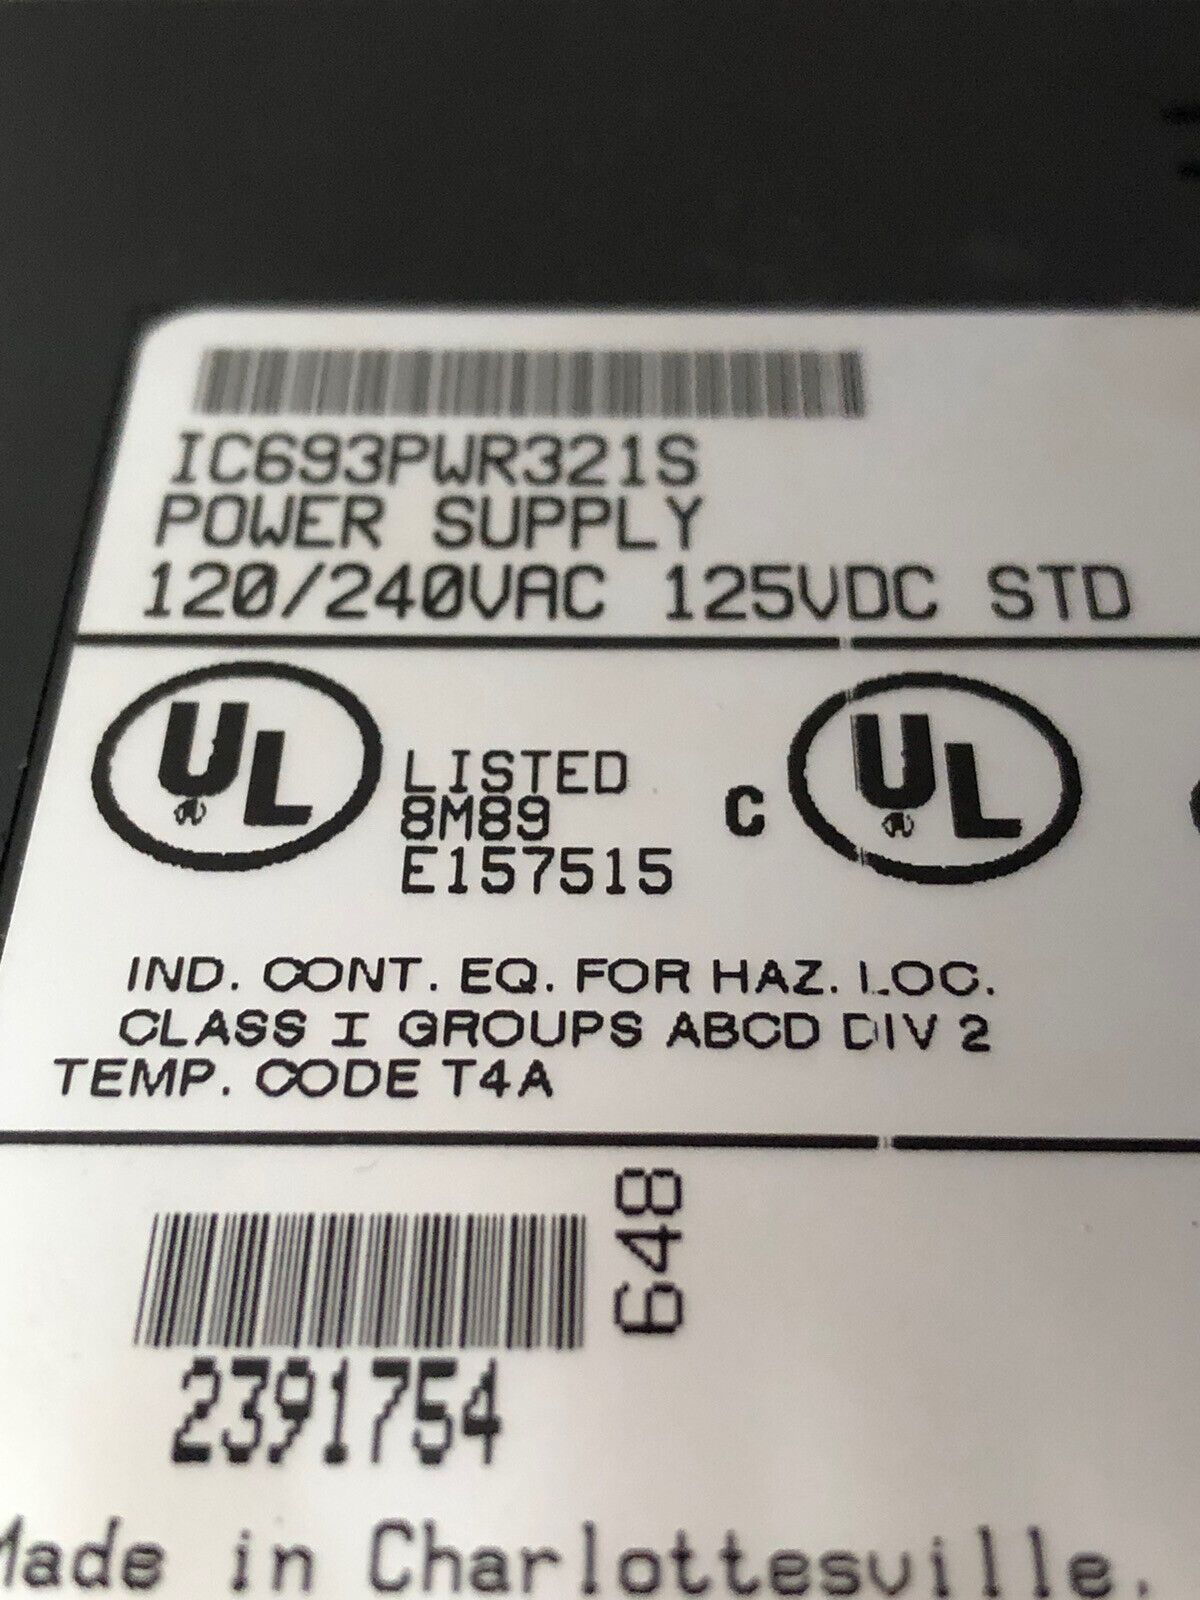 IC693PWR321S
POWER SUPPLY
120/240VAC 125VDC STD
UL
LISTED
8M89
E157515
C UL
IND. CONT. EQ. FOR HAZ. LOC.
CLASS I GROUPS ABCD DIV 2
TEMP. CODE T4A
648
2391754
Made in Charlottesville,